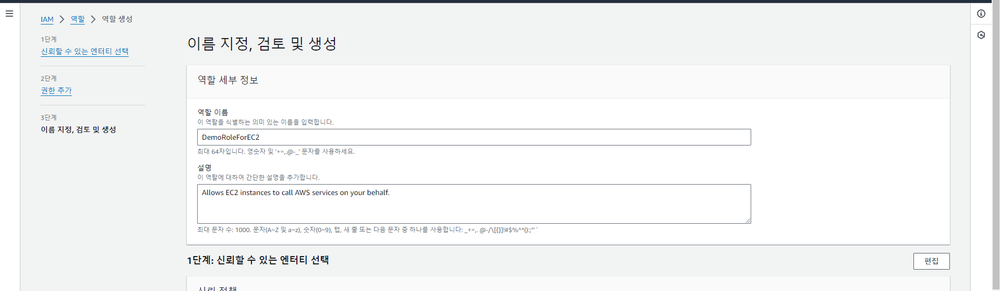 IAM > 역할 > 역할 생성
1단계
신뢰할 수 있는 엔터티 선택
2단계
권한 추가
3단계
이름 지정, 검토 및 생성
이름 지정, 검토 및 생성
역할 세부 정보
역할 이름
이 역할을 식별하는 의미 있는 이름을 입력합니다.
DemoRoleForEC2
최대 64자입니다. 영숫자 및 '+=,.@-_' 문자를 사용하세요.
설명
이 역할에 대하여 간단한 설명을 추가합니다.
Allows EC2 instances to call AWS services on your behalf.
최대 문자 수: 1000. 문자(A~Z 및 a~z), 숫자(0~9), 탭, 새 줄 또는 다음 문자 중 하나를 사용합니다: _+=,. @-/\[{}]!#$%^*();:"'`
1단계: 신뢰할 수 있는 엔터티 선택
편집
신뢰 정책